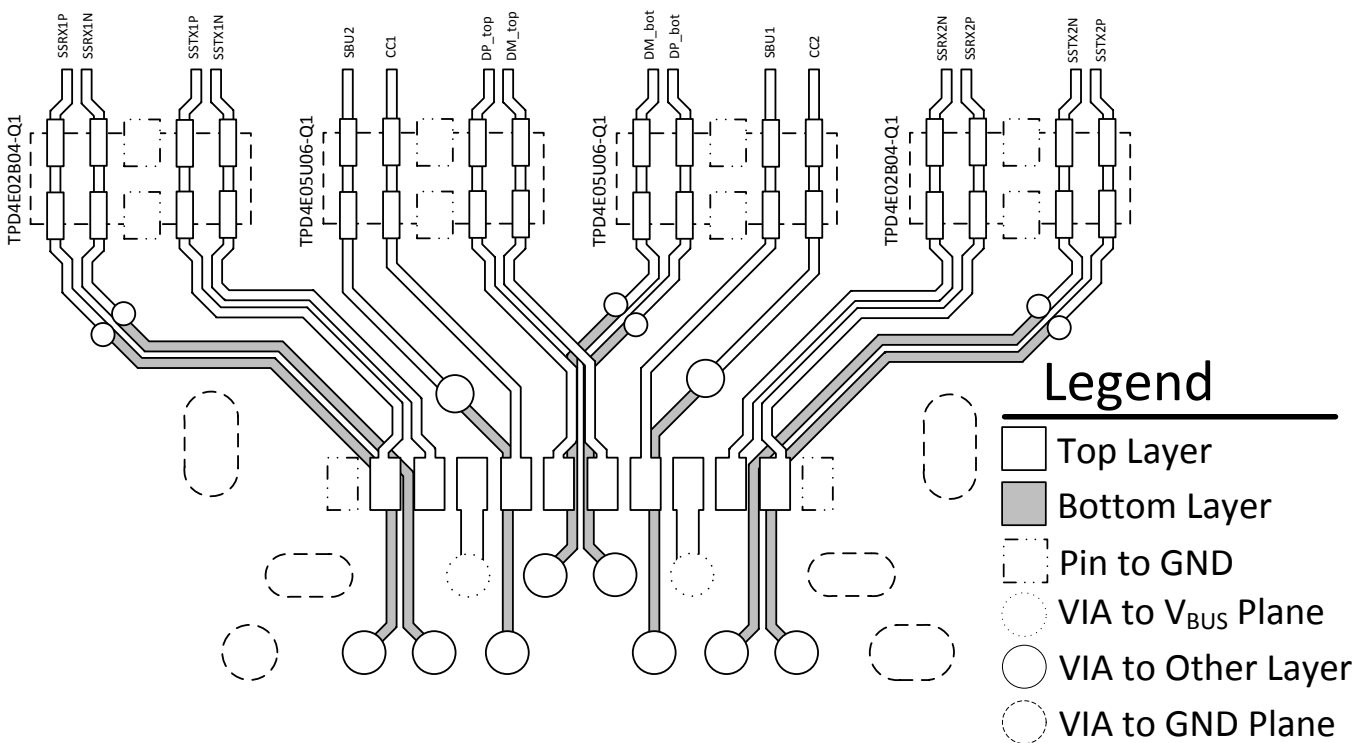 SSRX1P
SSRX1N
SSTX1P
SSTX1N
SBU2
CC1
DP_top
DM_top
DM_bot
DP_bot
SBU1
CC2
SSRX2N
SSRX2P
SSTX2N
SSTX2P
TPD4E02B04-Q1
TPD4E05U06-Q1
TPD4E05U06-Q1
TPD4E02B04-Q1
Legend
Top Layer
Bottom Layer
Pin to GND
VIA to VBUS Plane
VIA to Other Layer
VIA to GND Plane